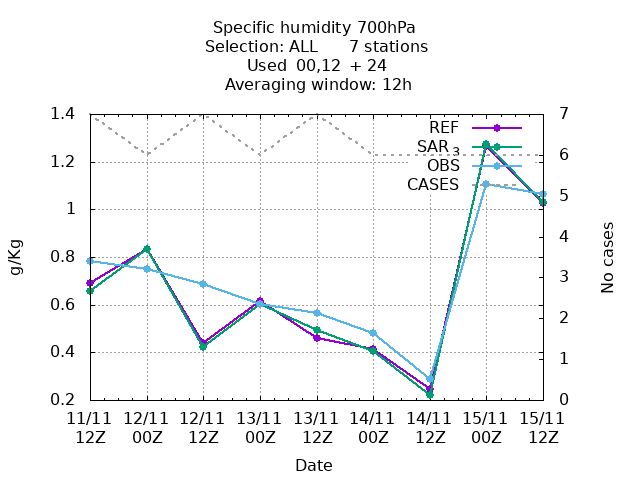 Specific humidity 700hPa
Selection: ALL 7 stations
Used 00,12 + 24
Averaging window: 12h
1.4
1.2
1
0.8
0.6
0.4
0.2
g/Kg
7
6
5
4
3
2
1
0
No cases
REF
SAR 3
OBS
CASES
11/11 12/11 12/11 13/11 13/11 14/11 14/11 15/11 15/11
12Z 00Z 12Z 00Z 12Z 00Z 12Z 00Z 12Z
Date